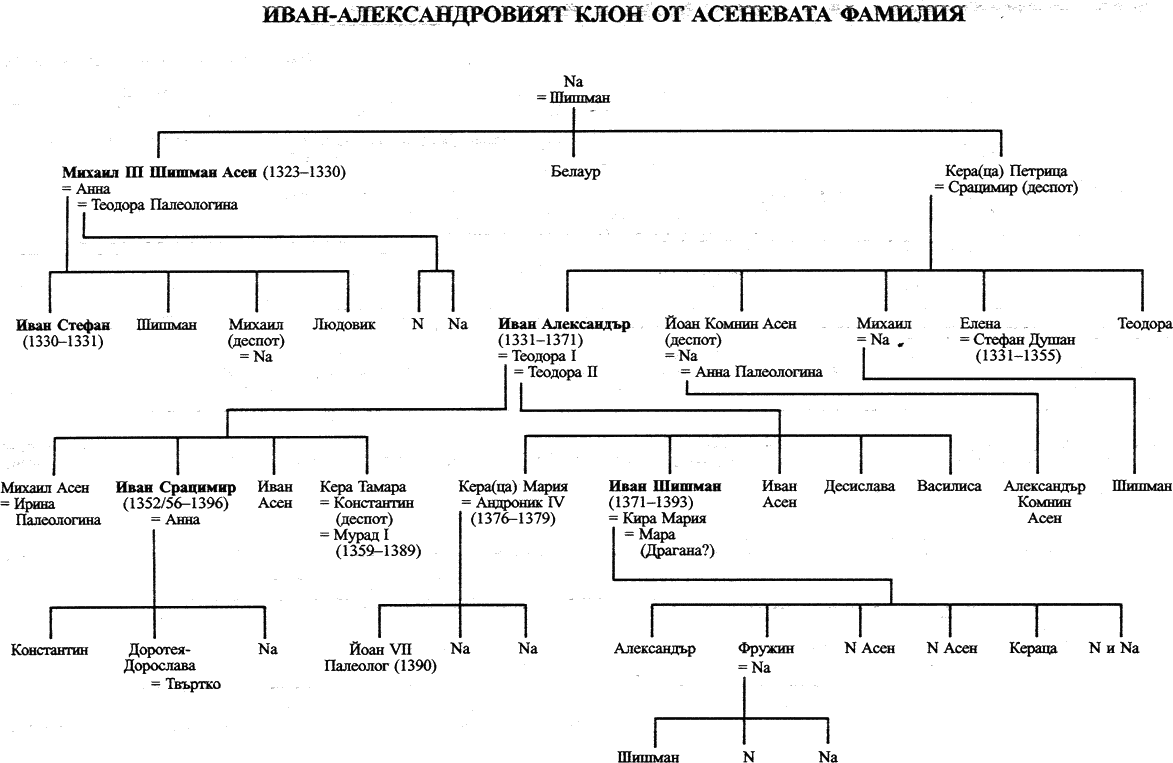 ИВАН-АЛЕКСАНДРОВИЯТ КЛОН ОТ АСЕНЕВАТА ФАМИЛИЯ
Na
= Шишман
Михаил III Шишман Асен (1323–1330)
= Анна
= Теодора Палеологина
Белаур
Кера(ца) Петрица
= Срацимир (деспот)
Иван Стефан
(1330–1331)
Шишман
Михаил
(деспот)
= Na
Людовик
N
Na
Иван Александър
(1331–1371)
= Теодора I
= Теодора II
Йоан Комнин Асен
(деспот)
= Na
= Анна Палеологина
Михаил
= Na
Елена
= Стефан Душан
(1331–1355)
Теодора
Михаил Асен
= Ирина
Палеологина
Иван Срацимир
(1352/56–1396)
= Анна
Иван
Асен
Кера Тамара
= Константин
(деспот)
= Мурад I
(1359–1389)
Кера(ца) Мария
= Андроник IV
(1376–1379)
Иван Шишман
(1371–1393)
= Кира Мария
= Мара
(Драгана?)
Иван
Асен
Десислава
Василиса
Александър
Комнин
Асен
Шишман
Константин
Доротея-
Дорослава
= Твъртко
Na
Йоан VII
Палеолог (1390)
Na
Na
Александър
Фружин
= Na
N Асен
N Асен
Кераца
N и Na
Шишман
N
Na